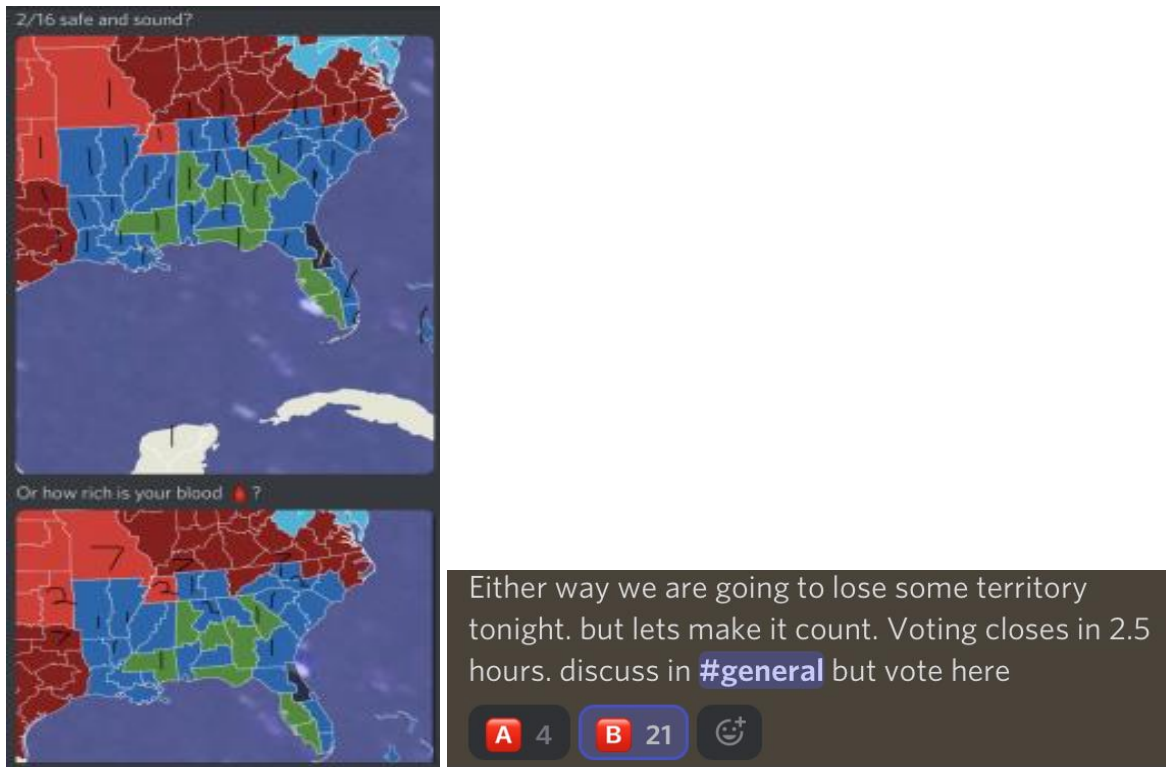 2/16 safe and sound?
Or how rich is your blood 🩸 ?
Either way we are going to lose some
territory
tonight. but lets make it count. Voting closes in 2.5
hours. discuss in #general but vote here
A 4 B 21